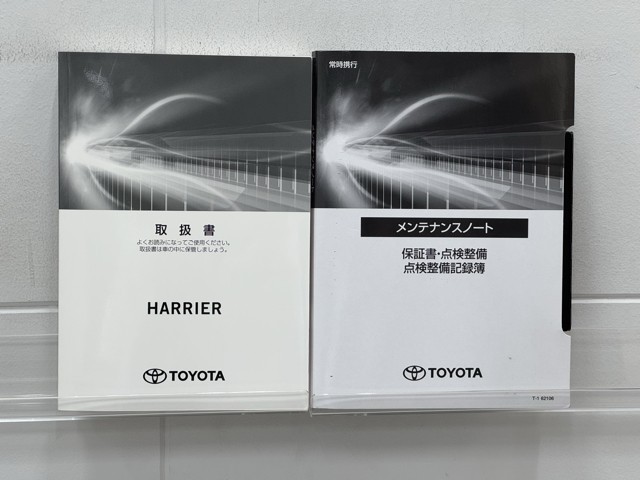 取扱書
よくお読みになってご使用ください。
取扱書は車の中に保管しましょう。
HARRIER
TOYOTA
常時携行
メンテナンスノート
保証書・点検整備
点検整備記録簿
TOYOTA